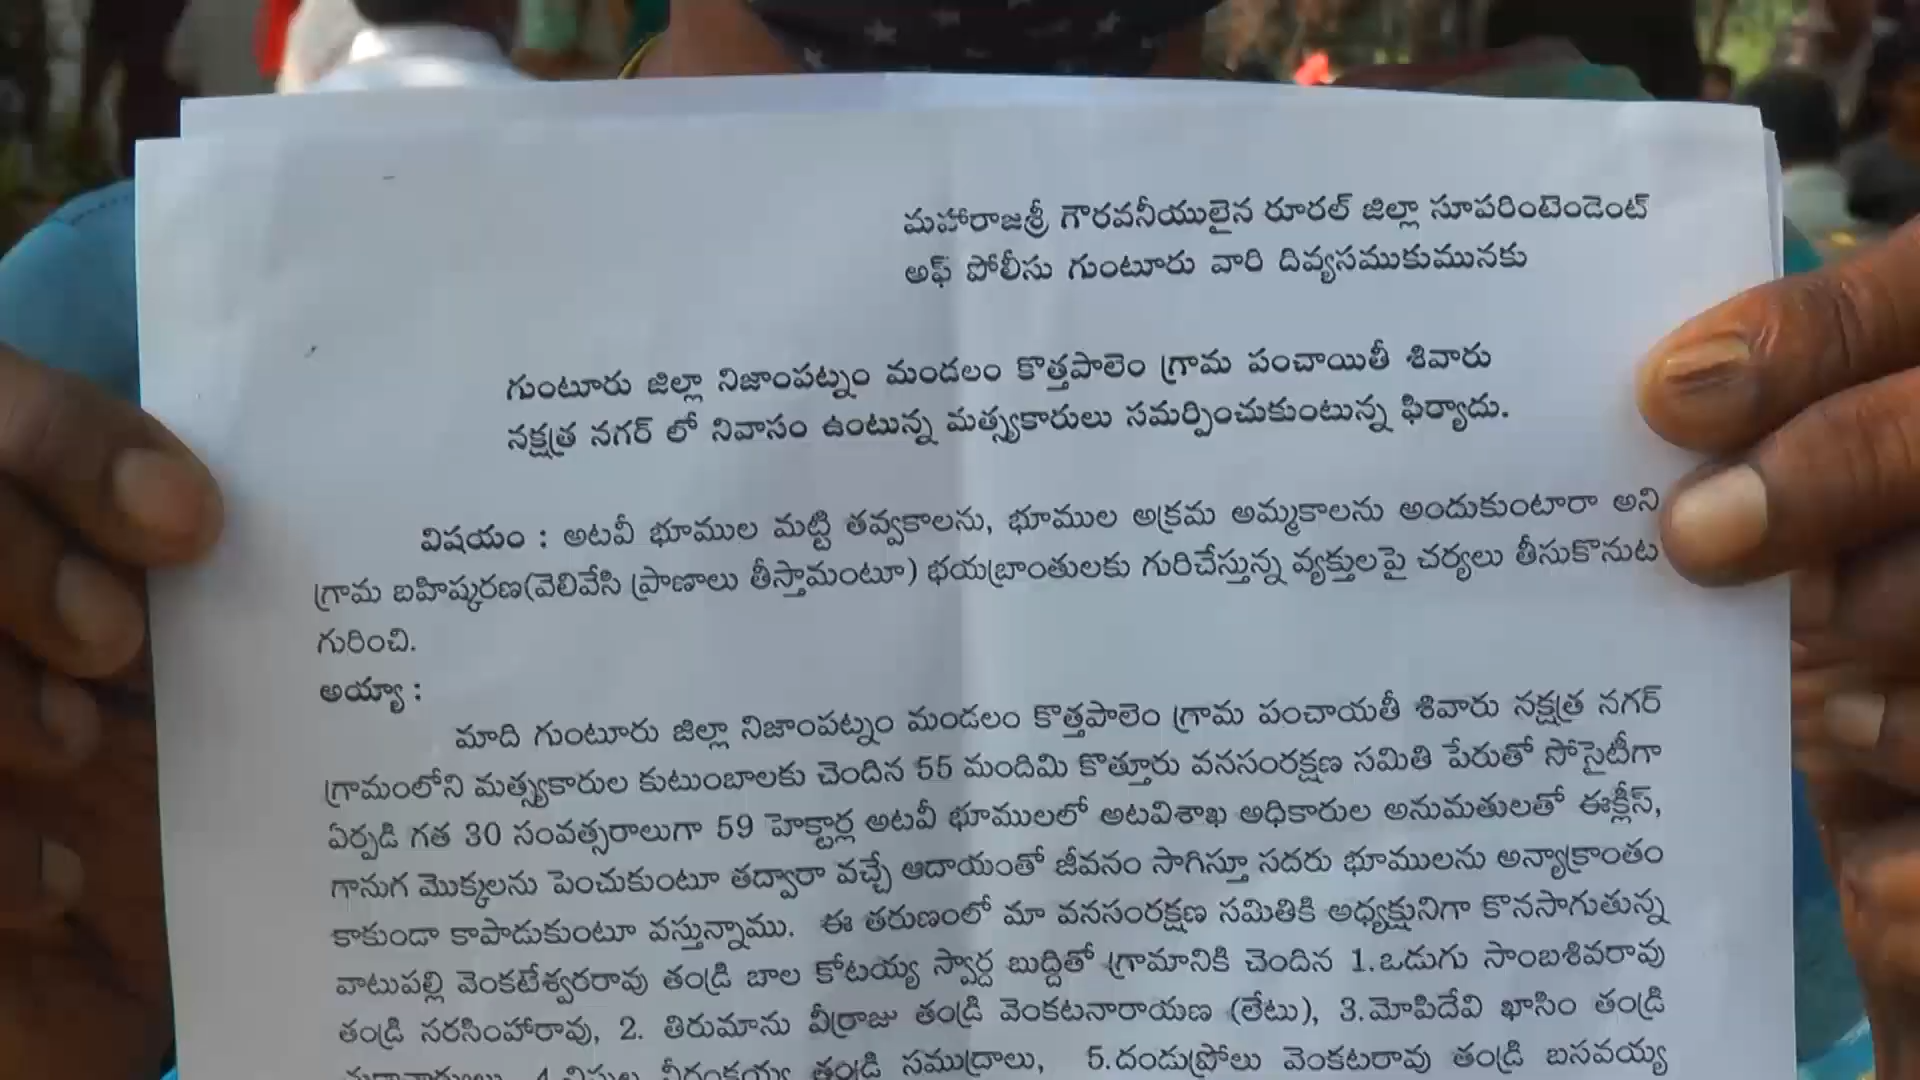 మహారాజశ్రీ గౌరవనీయులైన రూరల్ జిల్లా సూపరింటెండెంట్
అఫ్ పోలీసు గుంటూరు వారి దివ్యసముకుమునకు
గుంటూరు జిల్లా నిజాంపట్నం మందలం కొత్తపాలెం గ్రామ పంచాయితీ శివారు
నక్షత్ర నగర్ లో నివాసం ఉంటున్న మత్స్యకారులు సమర్పించుకుంటున్న ఫిర్యాదు.
విషయం : అటవీ భూముల మట్టి తవ్వకాలను, భూముల అక్రమ అమ్మకాలను అందుకుంటారా అని
గ్రామ బహిష్కరణ(వెలివేసి ప్రాణాలు తీస్తామంటూ) భయబ్రాంతులకు గురిచేస్తున్న వ్యక్తులపై చర్యలు తీసుకొనుట
గురించి.
అయ్యా :
మాది గుంటూరు జిల్లా నిజాంపట్నం మండలం కొత్తపాలెం గ్రామ పంచాయతీ శివారు నక్షత్ర నగర్
గ్రామంలోని మత్స్యకారుల కుటుంబాలకు చెందిన 55 మందిమి కొత్తూరు వనసంరక్షణ సమితి పేరుతో సోసైటీగా
ఏర్పడి గత 30 సంవత్సరాలుగా 59 హెక్టార్ల అటవీ భూములలో అటవిశాఖ అధికారుల అనుమతులతో ఈక్లీస్,
గానుగ మొక్కలను పెంచుకుంటూ తద్వారా వచ్చే ఆదాయంతో జీవనం సాగిస్తూ సదరు భూములను అన్యాక్రాంతం
కాకుండా కాపాడుకుంటూ వస్తున్నాము. ఈ తరుణంలో మా వనసంరక్షణ సమితికి అధ్యక్షునిగా కొనసాగుతున్న
వాటుపల్లి వెంకటేశ్వరరావు తండ్రి బాల కోటయ్య స్వార్ద బుద్దితో గ్రామానికి చెందిన 1.ఒడుగు సాంబశివరావు
తండ్రి నరసింహారావు, 2. తిరుమాను వీర్రాజు తండ్రి వెంకటనారాయణ (లేటు), 3.మోపిదేవి ఖాసిం తండ్రి
తండ్రి సముద్రాలు, 5.దండుప్రోలు వెంకటరావు తండ్రి బసవయ్య